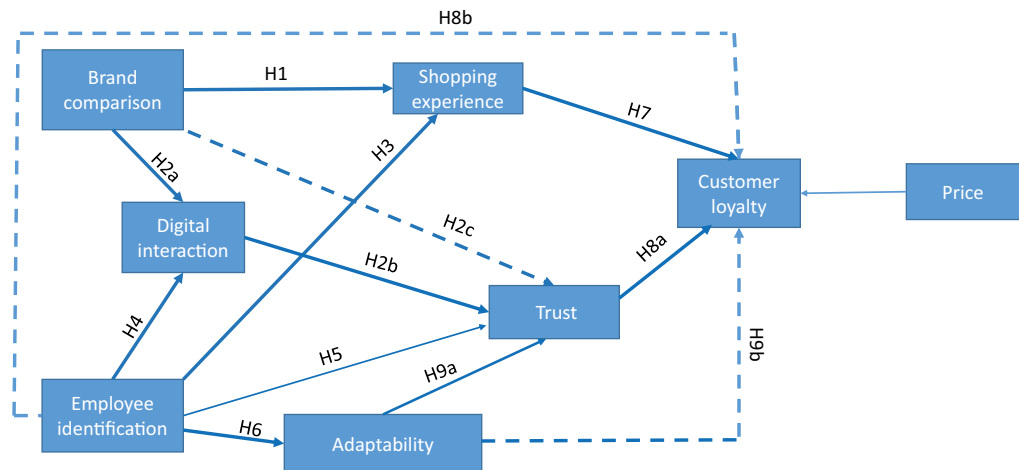 H8b
Brand
comparison
H1
Shopping
experience
H7
H3
H2a
Customer
loyalty
Price
Digital
interaction
H2c
H2b
H8a
Trust
H4
H5
H9a
H9b
Employee
identification
H6
Adaptability